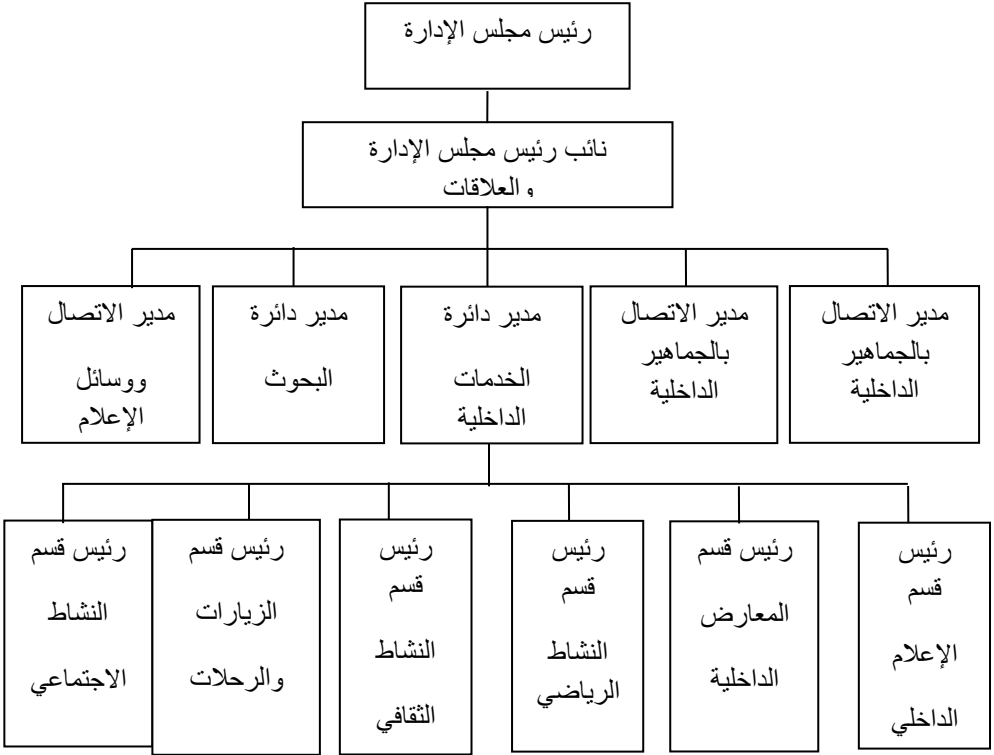 رئيس مجلس الإدارة
نائب رئيس مجلس الإدارة
والعلاقات
مدير الاتصال
بالجماهير
الداخلية
مدير الاتصال
بالجماهير
الداخلية
مدير دائرة
الخدمات
الداخلية
مدير دائرة
البحوث
مدير الاتصال
ووسائل
الإعلام
رئيس
قسم
الإعلام
الداخلي
رئيس قسم
المعارض
الداخلية
رئيس
قسم
النشاط
الرياضي
رئيس
قسم
النشاط
الثقافي
رئيس قسم
الزيارات
والرحلات
رئيس قسم
النشاط
الاجتماعي